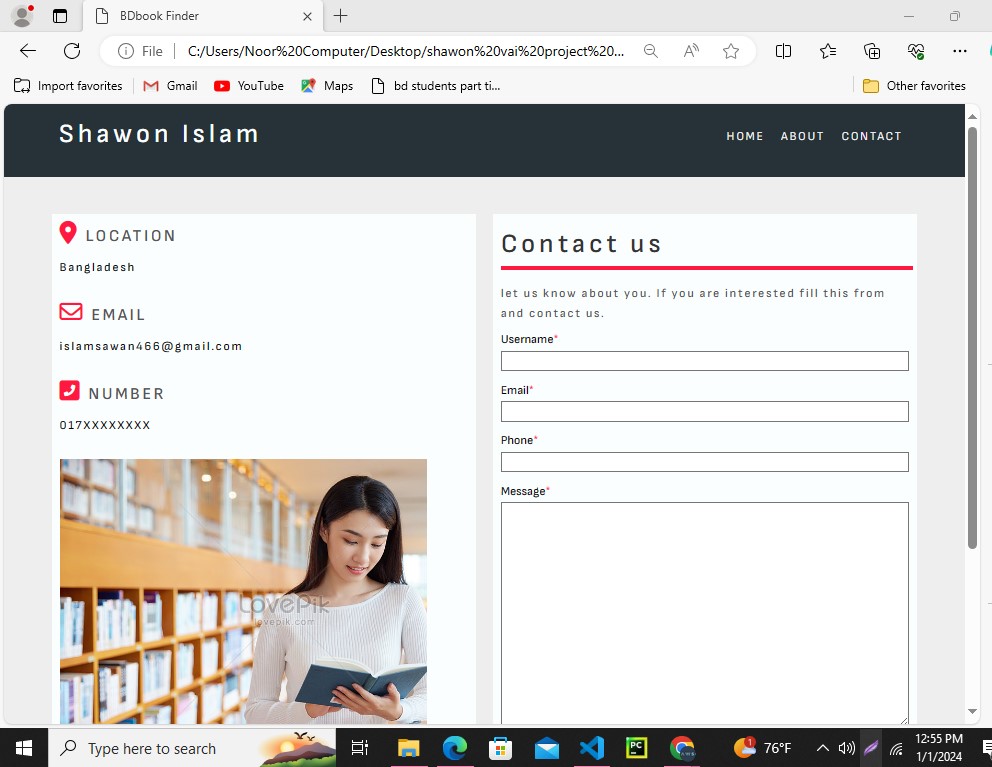 BDbook Finder
File
C:/Users/Noor%20Computer/Desktop/shawon%20vai%20project%20...
Import favorites
Gmail
YouTube
Maps
bd students part ti...
Other favorites
Shawon Islam
HOME ABOUT CONTACT
LOCATION
Bangladesh
EMAIL
islamsawan466@gmail.com
NUMBER
017XXXXXXXX
LovePik
lovepik.com
Contact us
let us know about you. If you are interested fill this from
and contact us.
Username*
Email*
Phone*
Message*
Type here to search
PC
1
76°F
12:55 PM
1/1/2024